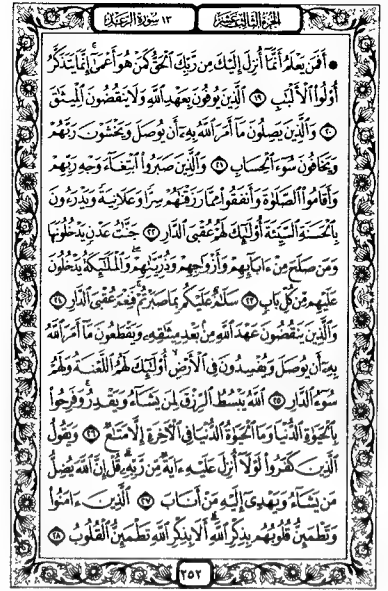 الجزء الثالث عشر ١٣ سورة الرعد
۞ أَفَمَن يَعْلَمُ أَنَّمَآ أُنزِلَ إِلَيْكَ مِن رَّبِّكَ ٱلْحَقُّ كَمَنْ هُوَ أَعْمَىٰٓ ۚ إِنَّمَا يَتَذَكَّرُ
أُو۟لُوا۟ ٱلْأَلْبَـٰبِ ١٩ ٱلَّذِينَ يُوفُونَ بِعَهْدِ ٱللَّهِ وَلَا يَنقُضُونَ ٱلْمِيثَـٰقَ
٢٠ وَٱلَّذِينَ يَصِلُونَ مَآ أَمَرَ ٱللَّهُ بِهِۦٓ أَن يُوصَلَ وَيَخْشَوْنَ رَبَّهُمْ
وَيَخَافُونَ سُوٓءَ ٱلْحِسَابِ ٢١ وَٱلَّذِينَ صَبَرُوا۟ ٱبْتِغَآءَ وَجْهِ رَبِّهِمْ
وَأَقَامُوا۟ ٱلصَّلَوٰةَ وَأَنفَقُوا۟ مِمَّا رَزَقْنَـٰهُمْ سِرًّا وَعَلَانِيَةً وَيَدْرَءُونَ
بِٱلْحَسَنَةِ ٱلسَّيِّئَةَ أُو۟لَـٰٓئِكَ لَهُمْ عُقْبَى ٱلدَّارِ ٢٢ جَنَّـٰتُ عَدْنٍ يَدْخُلُونَهَا
وَمَن صَلَحَ مِنْ ءَابَآئِهِمْ وَأَزْوَٰجِهِمْ وَذُرِّيَّـٰتِهِمْ ۖ وَٱلْمَلَـٰٓئِكَةُ يَدْخُلُونَ
عَلَيْهِم مِّن كُلِّ بَابٍ ٢٣ سَلَـٰمٌ عَلَيْكُم بِمَا صَبَرْتُمْ ۚ فَنِعْمَ عُقْبَى ٱلدَّارِ ٢٤
وَٱلَّذِينَ يَنقُضُونَ عَهْدَ ٱللَّهِ مِنۢ بَعْدِ مِيثَـٰقِهِۦ وَيَقْطَعُونَ مَآ أَمَرَ ٱللَّهُ
بِهِۦٓ أَن يُوصَلَ وَيُفْسِدُونَ فِى ٱلْأَرْضِ ۙ أُو۟لَـٰٓئِكَ لَهُمُ ٱللَّعْنَةُ وَلَهُمْ
سُوٓءُ ٱلدَّارِ ٢٥ ٱللَّهُ يَبْسُطُ ٱلرِّزْقَ لِمَن يَشَآءُ وَيَقْدِرُ ۚ وَفَرِحُوا۟
بِٱلْحَيَوٰةِ ٱلدُّنْيَا وَمَا ٱلْحَيَوٰةُ ٱلدُّنْيَا فِى ٱلْـَٔاخِرَةِ إِلَّا مَتَـٰعٌ ٢٦ وَيَقُولُ
ٱلَّذِينَ كَفَرُوا۟ لَوْلَآ أُنزِلَ عَلَيْهِ ءَايَةٌ مِّن رَّبِّهِۦ ۗ قُلْ إِنَّ ٱللَّهَ يُضِلُّ
مَن يَشَآءُ وَيَهْدِىٓ إِلَيْهِ مَنْ أَنَابَ ٢٧ ٱلَّذِينَ ءَامَنُوا۟
وَتَطْمَئِنُّ قُلُوبُهُم بِذِكْرِ ٱللَّهِ ۗ أَلَا بِذِكْرِ ٱللَّهِ تَطْمَئِنُّ ٱلْقُلُوبُ ٢٨
٢٥٢